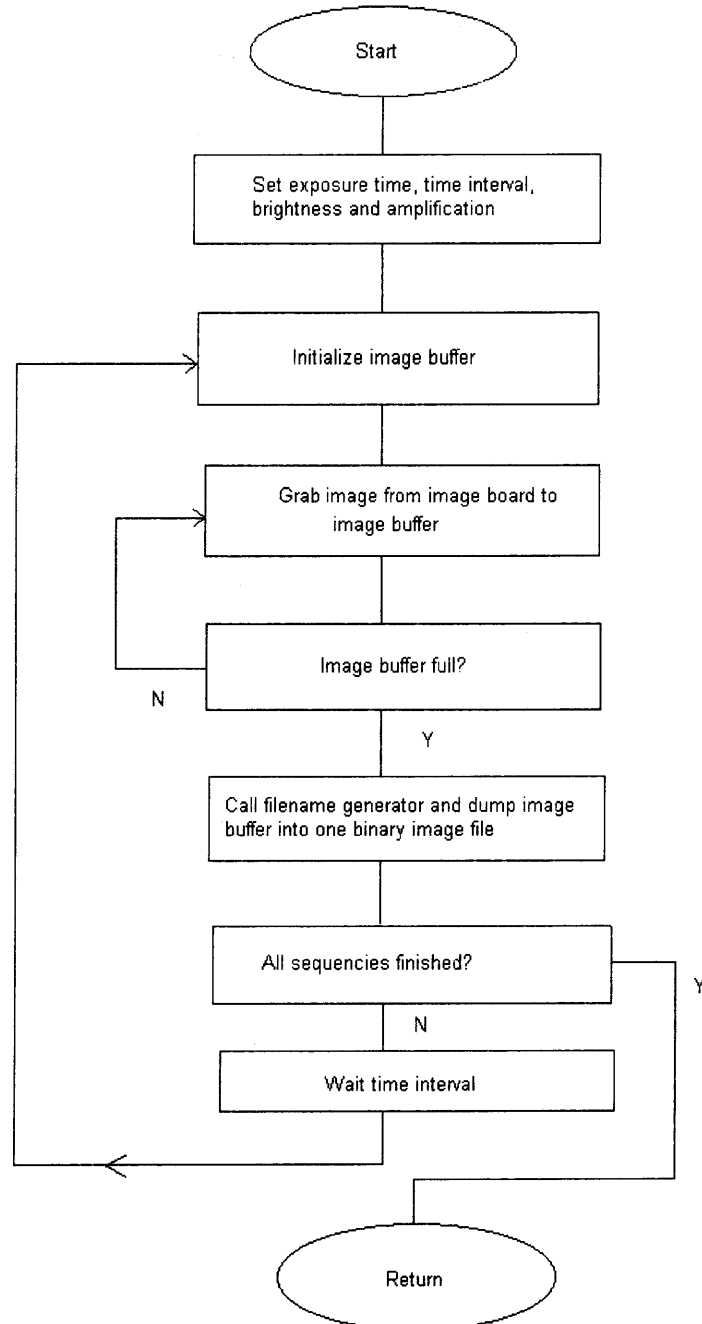 Start
Set exposure time, time interval,
brightness and amplification
Initialize image buffer
Grab image from image board to
image buffer
Image buffer full?
N
Y
Call filename generator and dump image
buffer into one binary image file
All sequencies finished?
Y
N
Wait time interval
Return